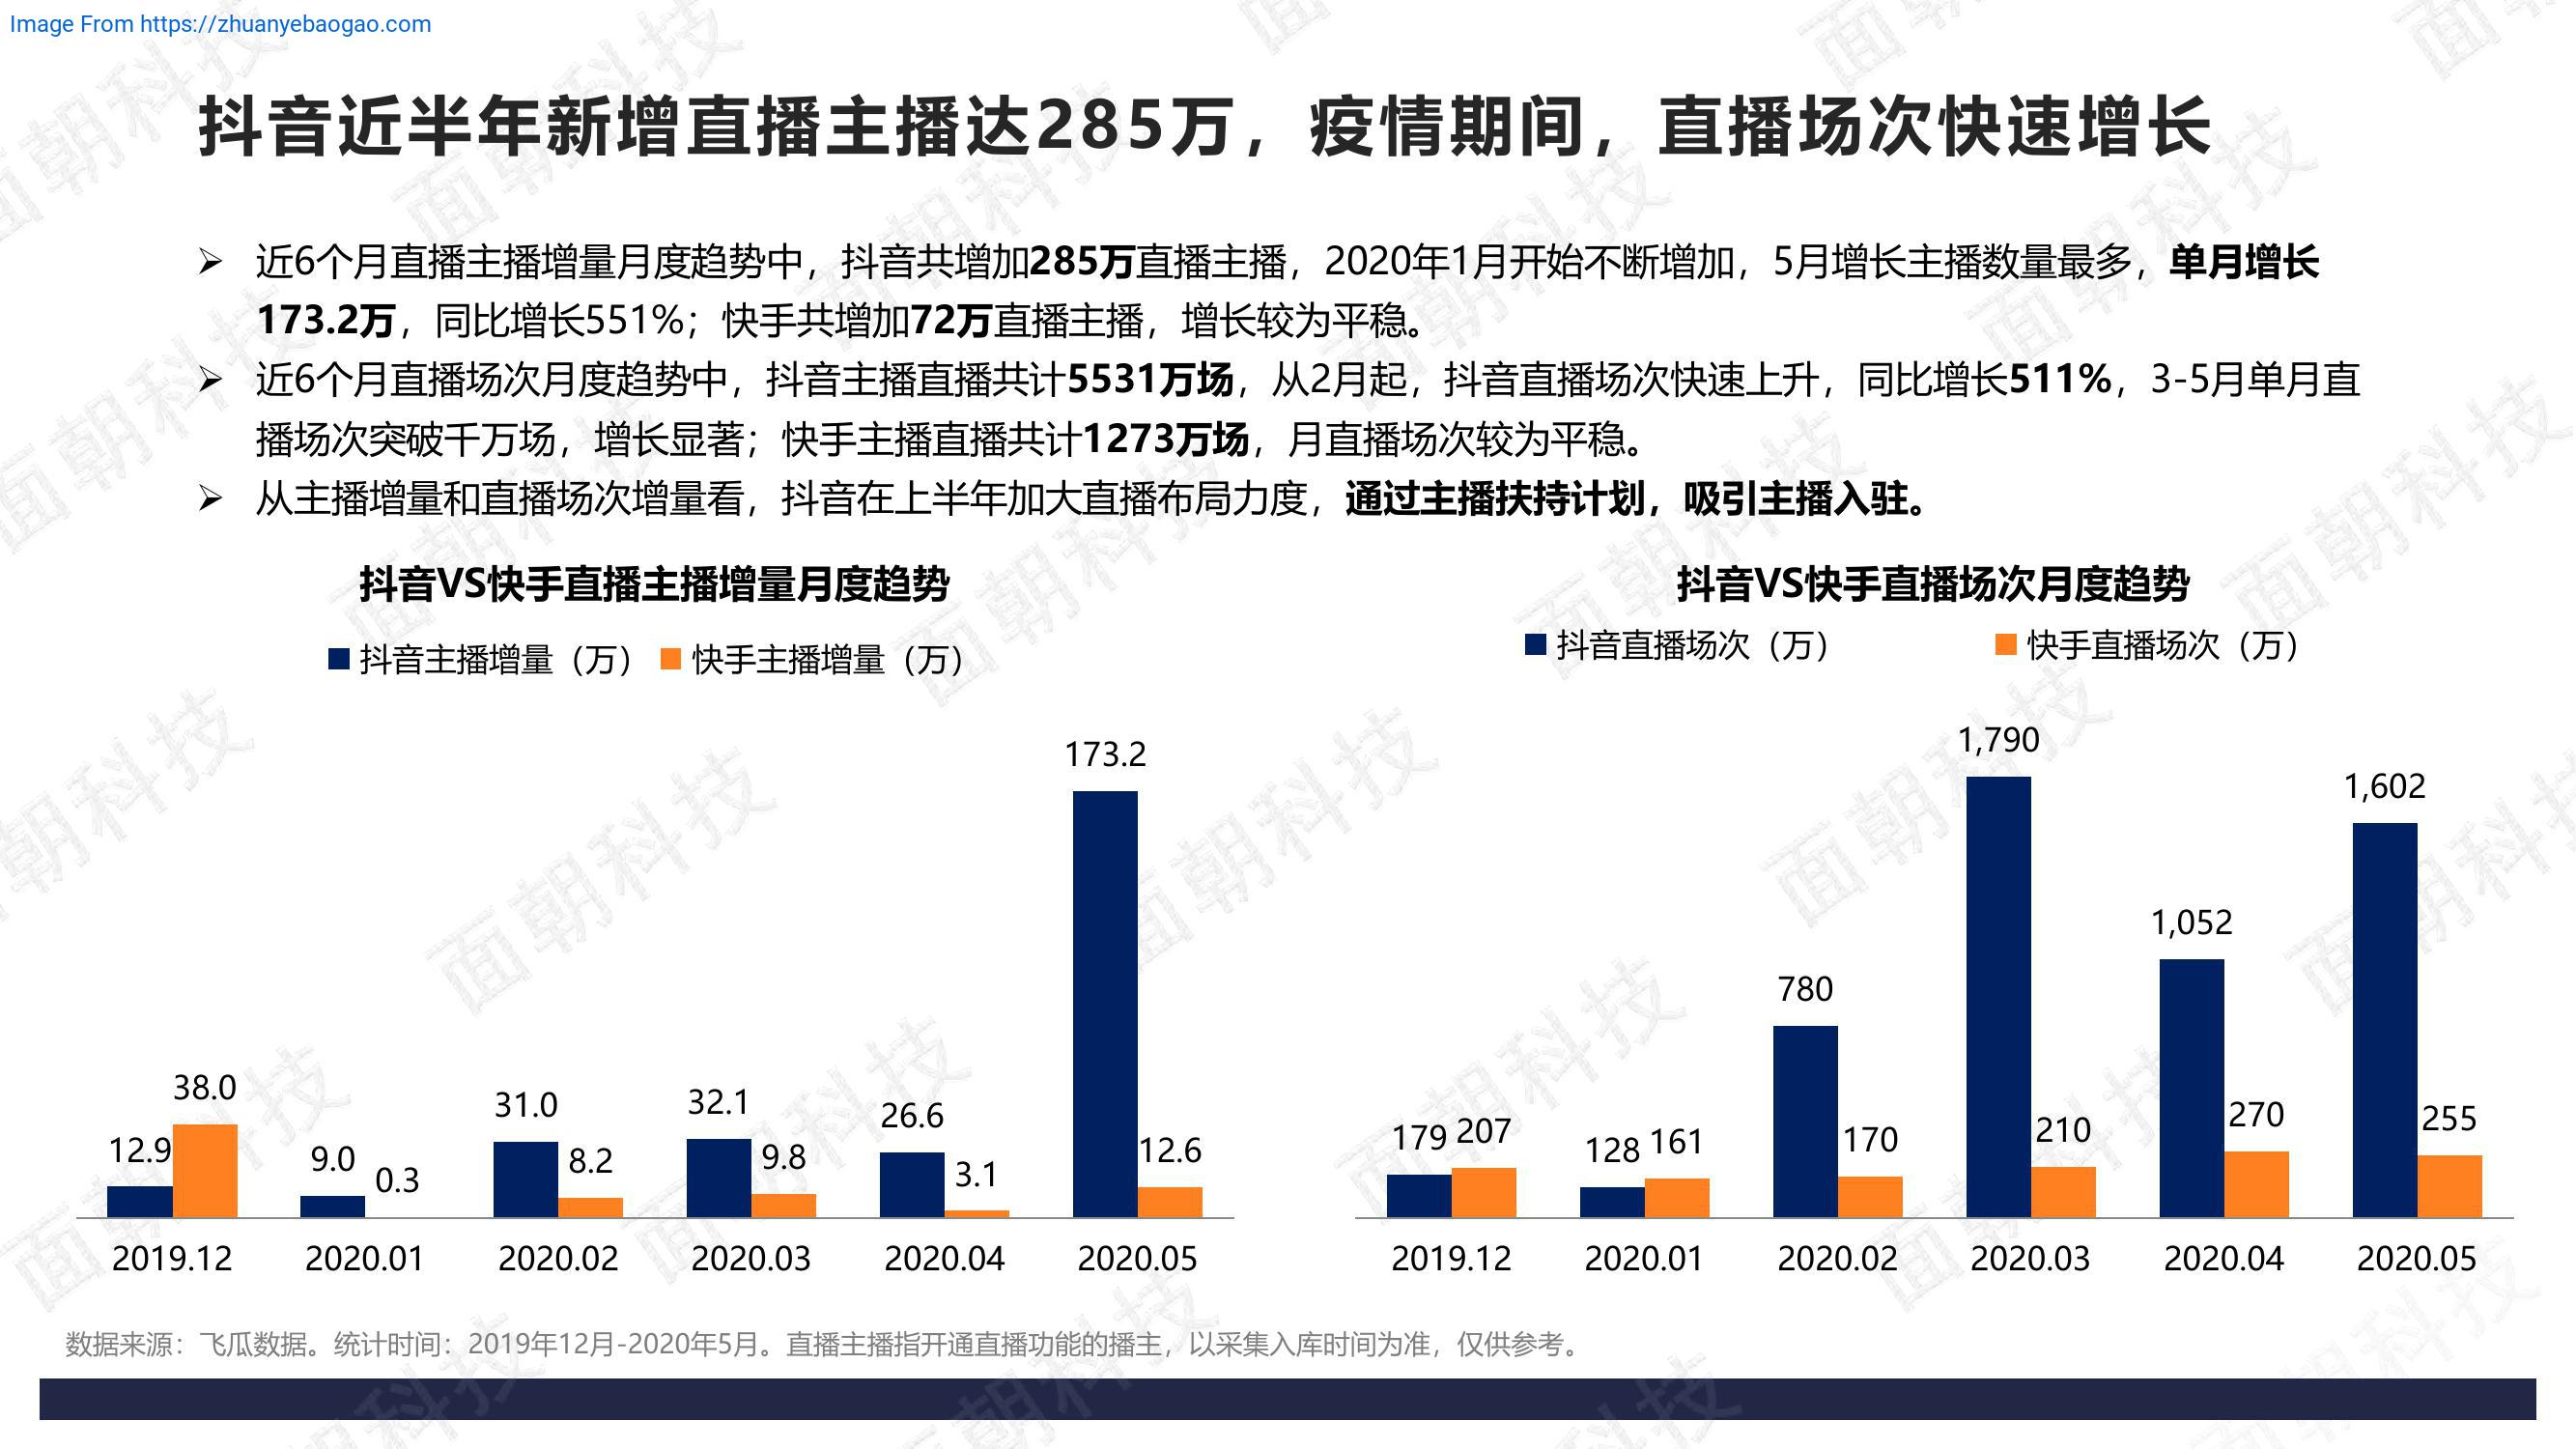 Image From https://zhuanyebaogao.com
抖音近半年新增直播主播达285万，疫情期间，直播场次快速增长
➢ 近6个月直播主播增量月度趋势中，抖音共增加285万直播主播，2020年1月开始不断增加，5月增长主播数量最多，单月增长
173.2万，同比增长551%；快手共增加72万直播主播，增长较为平稳。
➢ 近6个月直播场次月度趋势中，抖音主播直播共计5531万场，从2月起，抖音直播场次快速上升，同比增长511%，3-5月单月直
播场次突破千万场，增长显著；快手主播直播共计1273万场，月直播场次较为平稳。
➢ 从主播增量和直播场次增量看，抖音在上半年加大直播布局力度，通过主播扶持计划，吸引主播入驻。
抖音VS快手直播主播增量月度趋势
抖音主播增量（万） 快手主播增量（万）
173.2
38.0
31.0
32.1
26.6
12.9
9.0
0.3
8.2
9.8
3.1
12.6
2019.12 2020.01 2020.02 2020.03 2020.04 2020.05
抖音VS快手直播场次月度趋势
抖音直播场次（万） 快手直播场次（万）
1,790
1,602
1,052
780
179 207
128 161
170
210
270
255
2019.12 2020.01 2020.02 2020.03 2020.04 2020.05
数据来源：飞瓜数据。统计时间：2019年12月-2020年5月。直播主播指开通直播功能的播主，以采集入库时间为准，仅供参考。
面朝科技